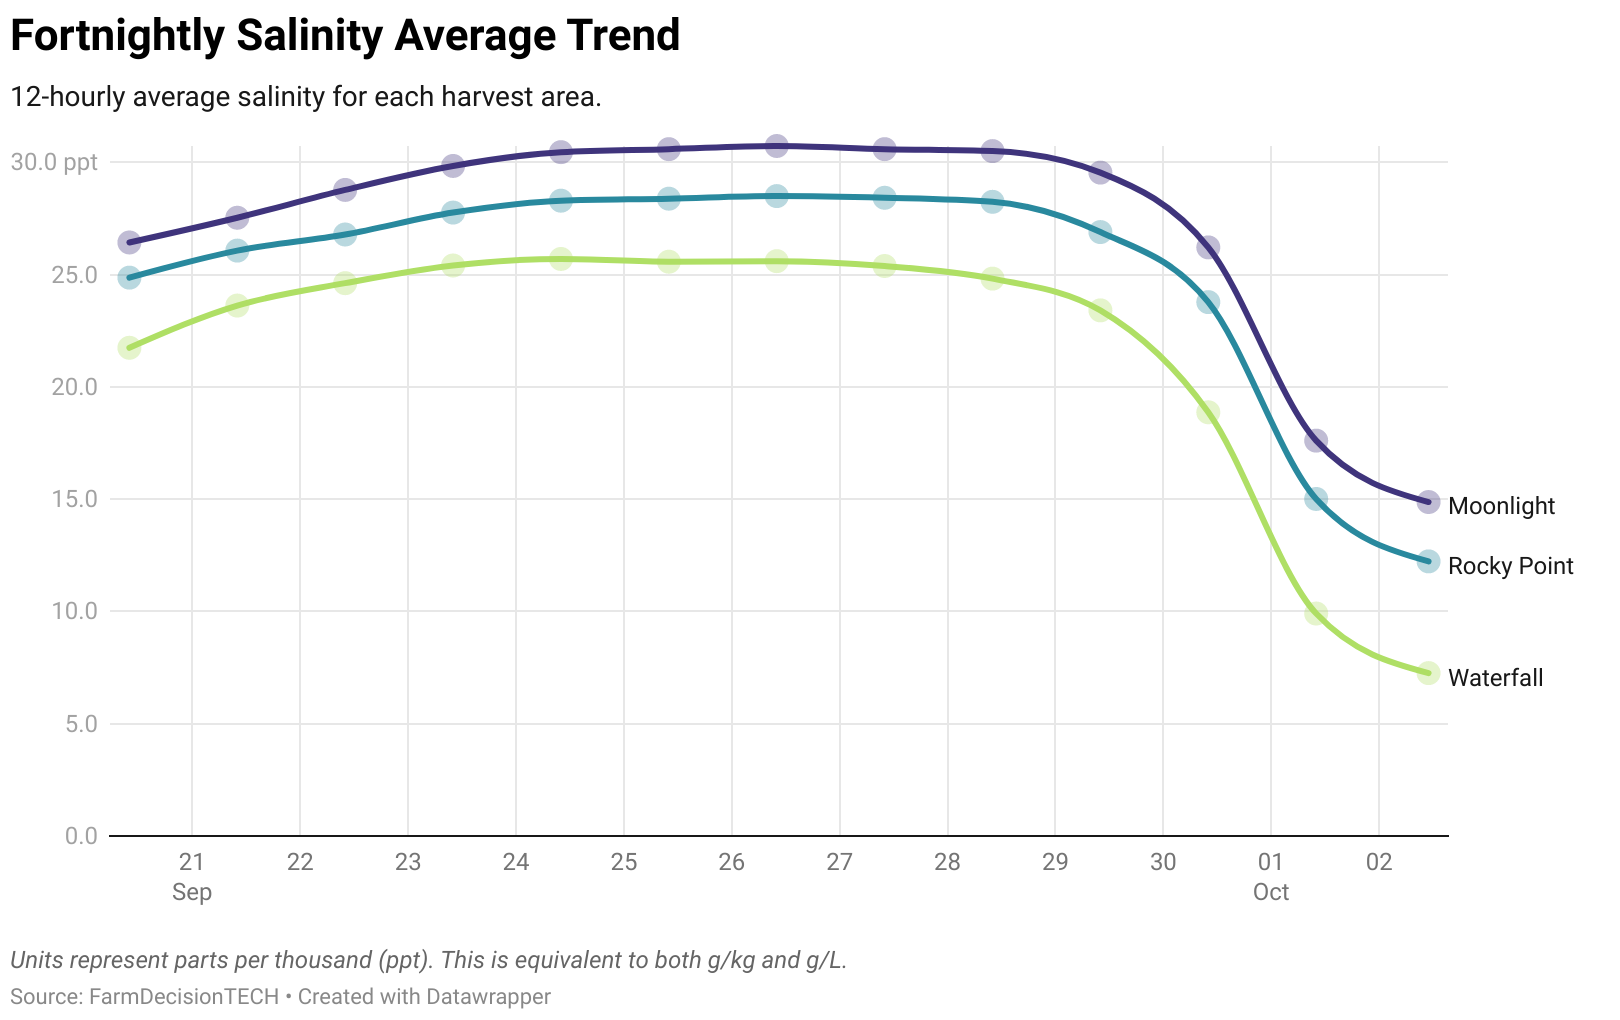 Fortnightly Salinity Average Trend
12-hourly average salinity for each harvest area.
30.0 ppt
25.0
20.0
15.0
10.0
5.0
0.0
Moonlight
Rocky Point
Waterfall
21 22 23 24 25 26 27 28 29 30 01 02
Sep Oct
Units represent parts per thousand (ppt). This is equivalent to both g/kg and g/L.
Source: FarmDecisionTECH • Created with Datawrapper